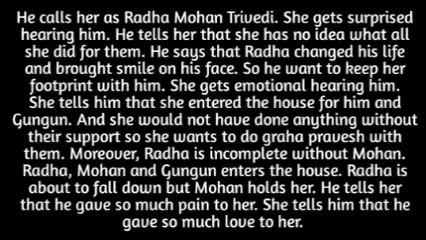 He calls her as Radha Mohan Trivedi. She gets surprised
hearing him. He tells her that she has no idea what all
she did for them. He says that Radha changed his life
and brought smile on his face. So he want to keep her
footprint with him. She gets emotional hearing him.
She tells him that she entered the house for him and
Gungun. And she would not have done anything without
their support so she wants to do graha pravesh with
them. Moreover, Radha is incomplete without Mohan.
Radha, Mohan and Gungun enters the house. Radha is
about to fall down but Mohan holds her. He tells her
that he gave so much pain to her. She tells him that he
gave so much love to her.